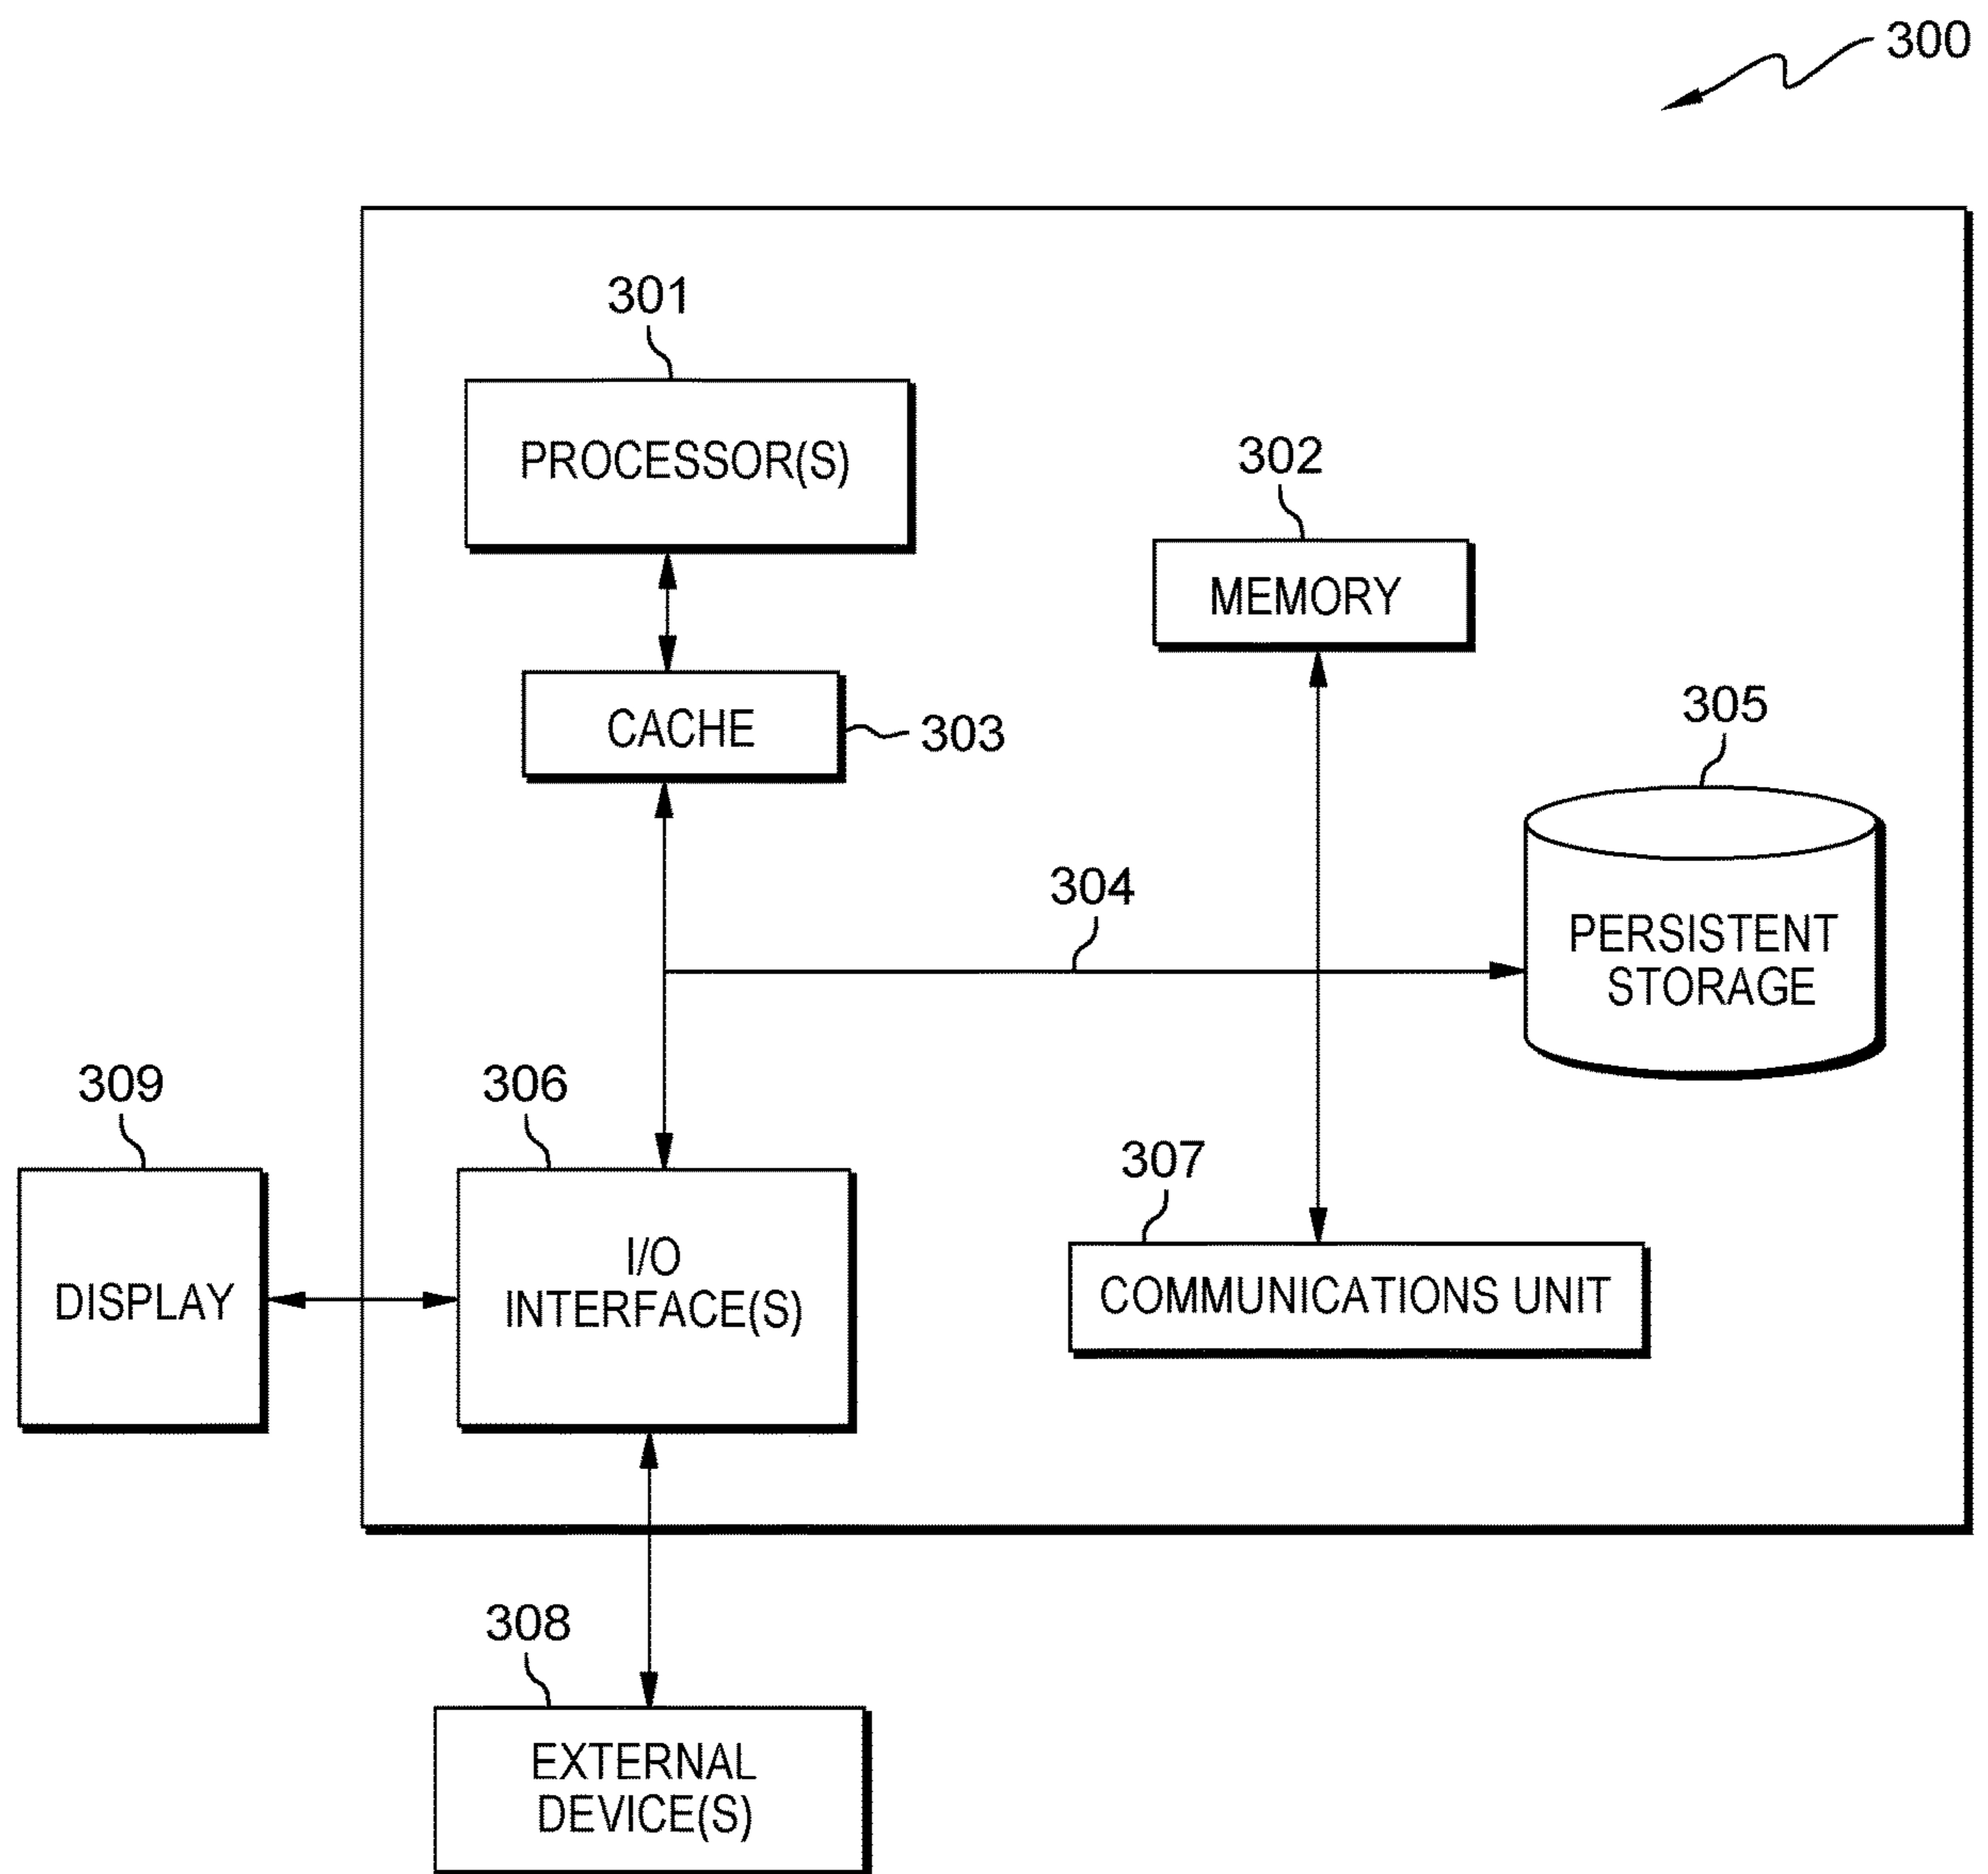 300
301
PROCESSOR(S)
302
MEMORY
CACHE
303
305
304
PERSISTENT
STORAGE
309
306
307
DISPLAY
I/O
INTERFACE(S)
COMMUNICATIONS UNIT
308
EXTERNAL
DEVICE(S)